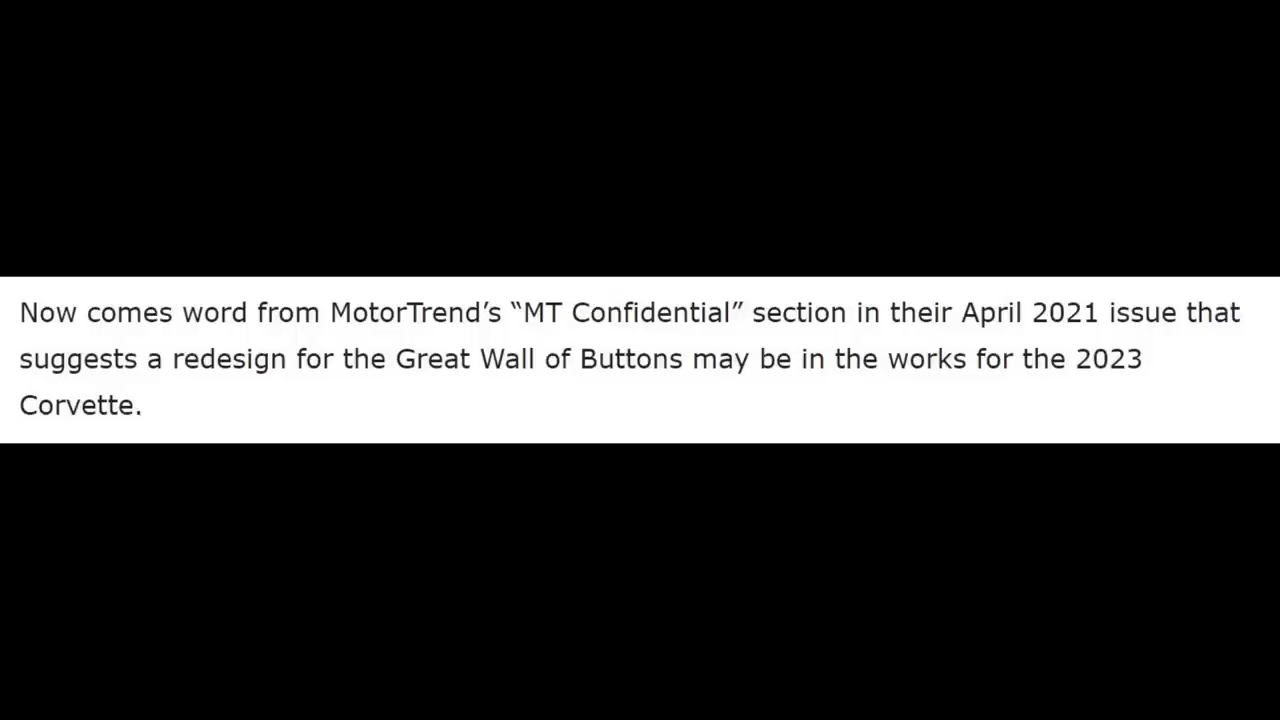 Now comes word from MotorTrend’s “MT Confidential” section in their April 2021 issue that
suggests a redesign for the Great Wall of Buttons may be in the works for the 2023
Corvette.